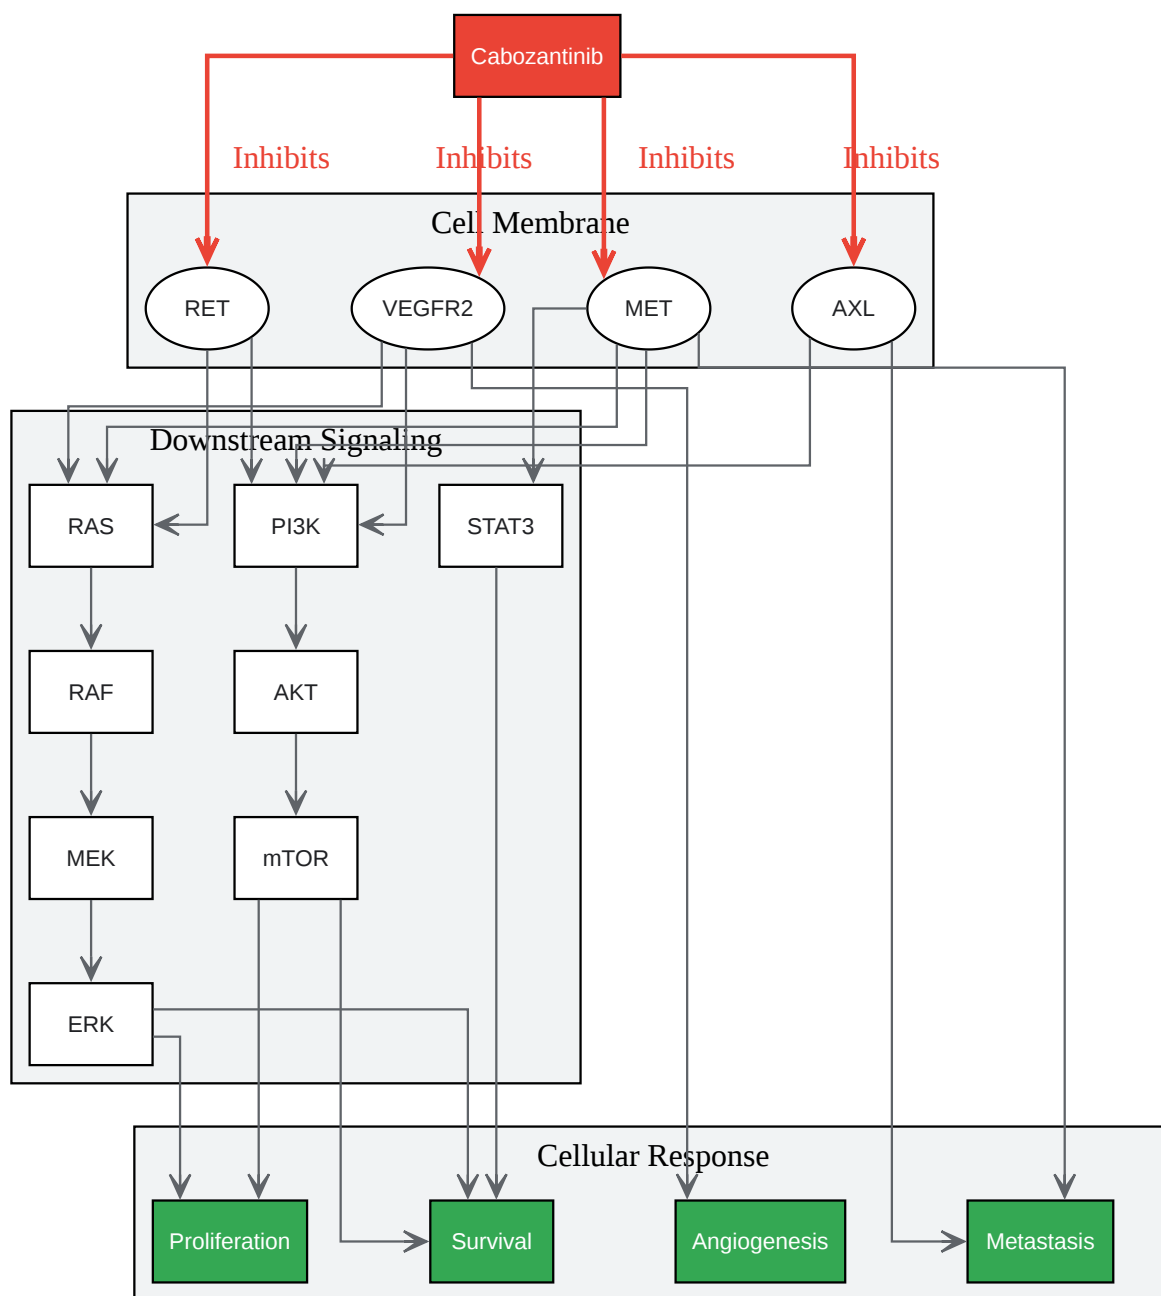 Cabozantinib
Inhibits
Inhibits
Inhibits
Inhibits
Cell Membrane
RET
VEGFR2
MET
AXL
Downstream Signaling
RAS
PI3K
STAT3
RAF
AKT
MEK
mTOR
ERK
Cellular Response
Proliferation
Survival
Angiogenesis
Metastasis